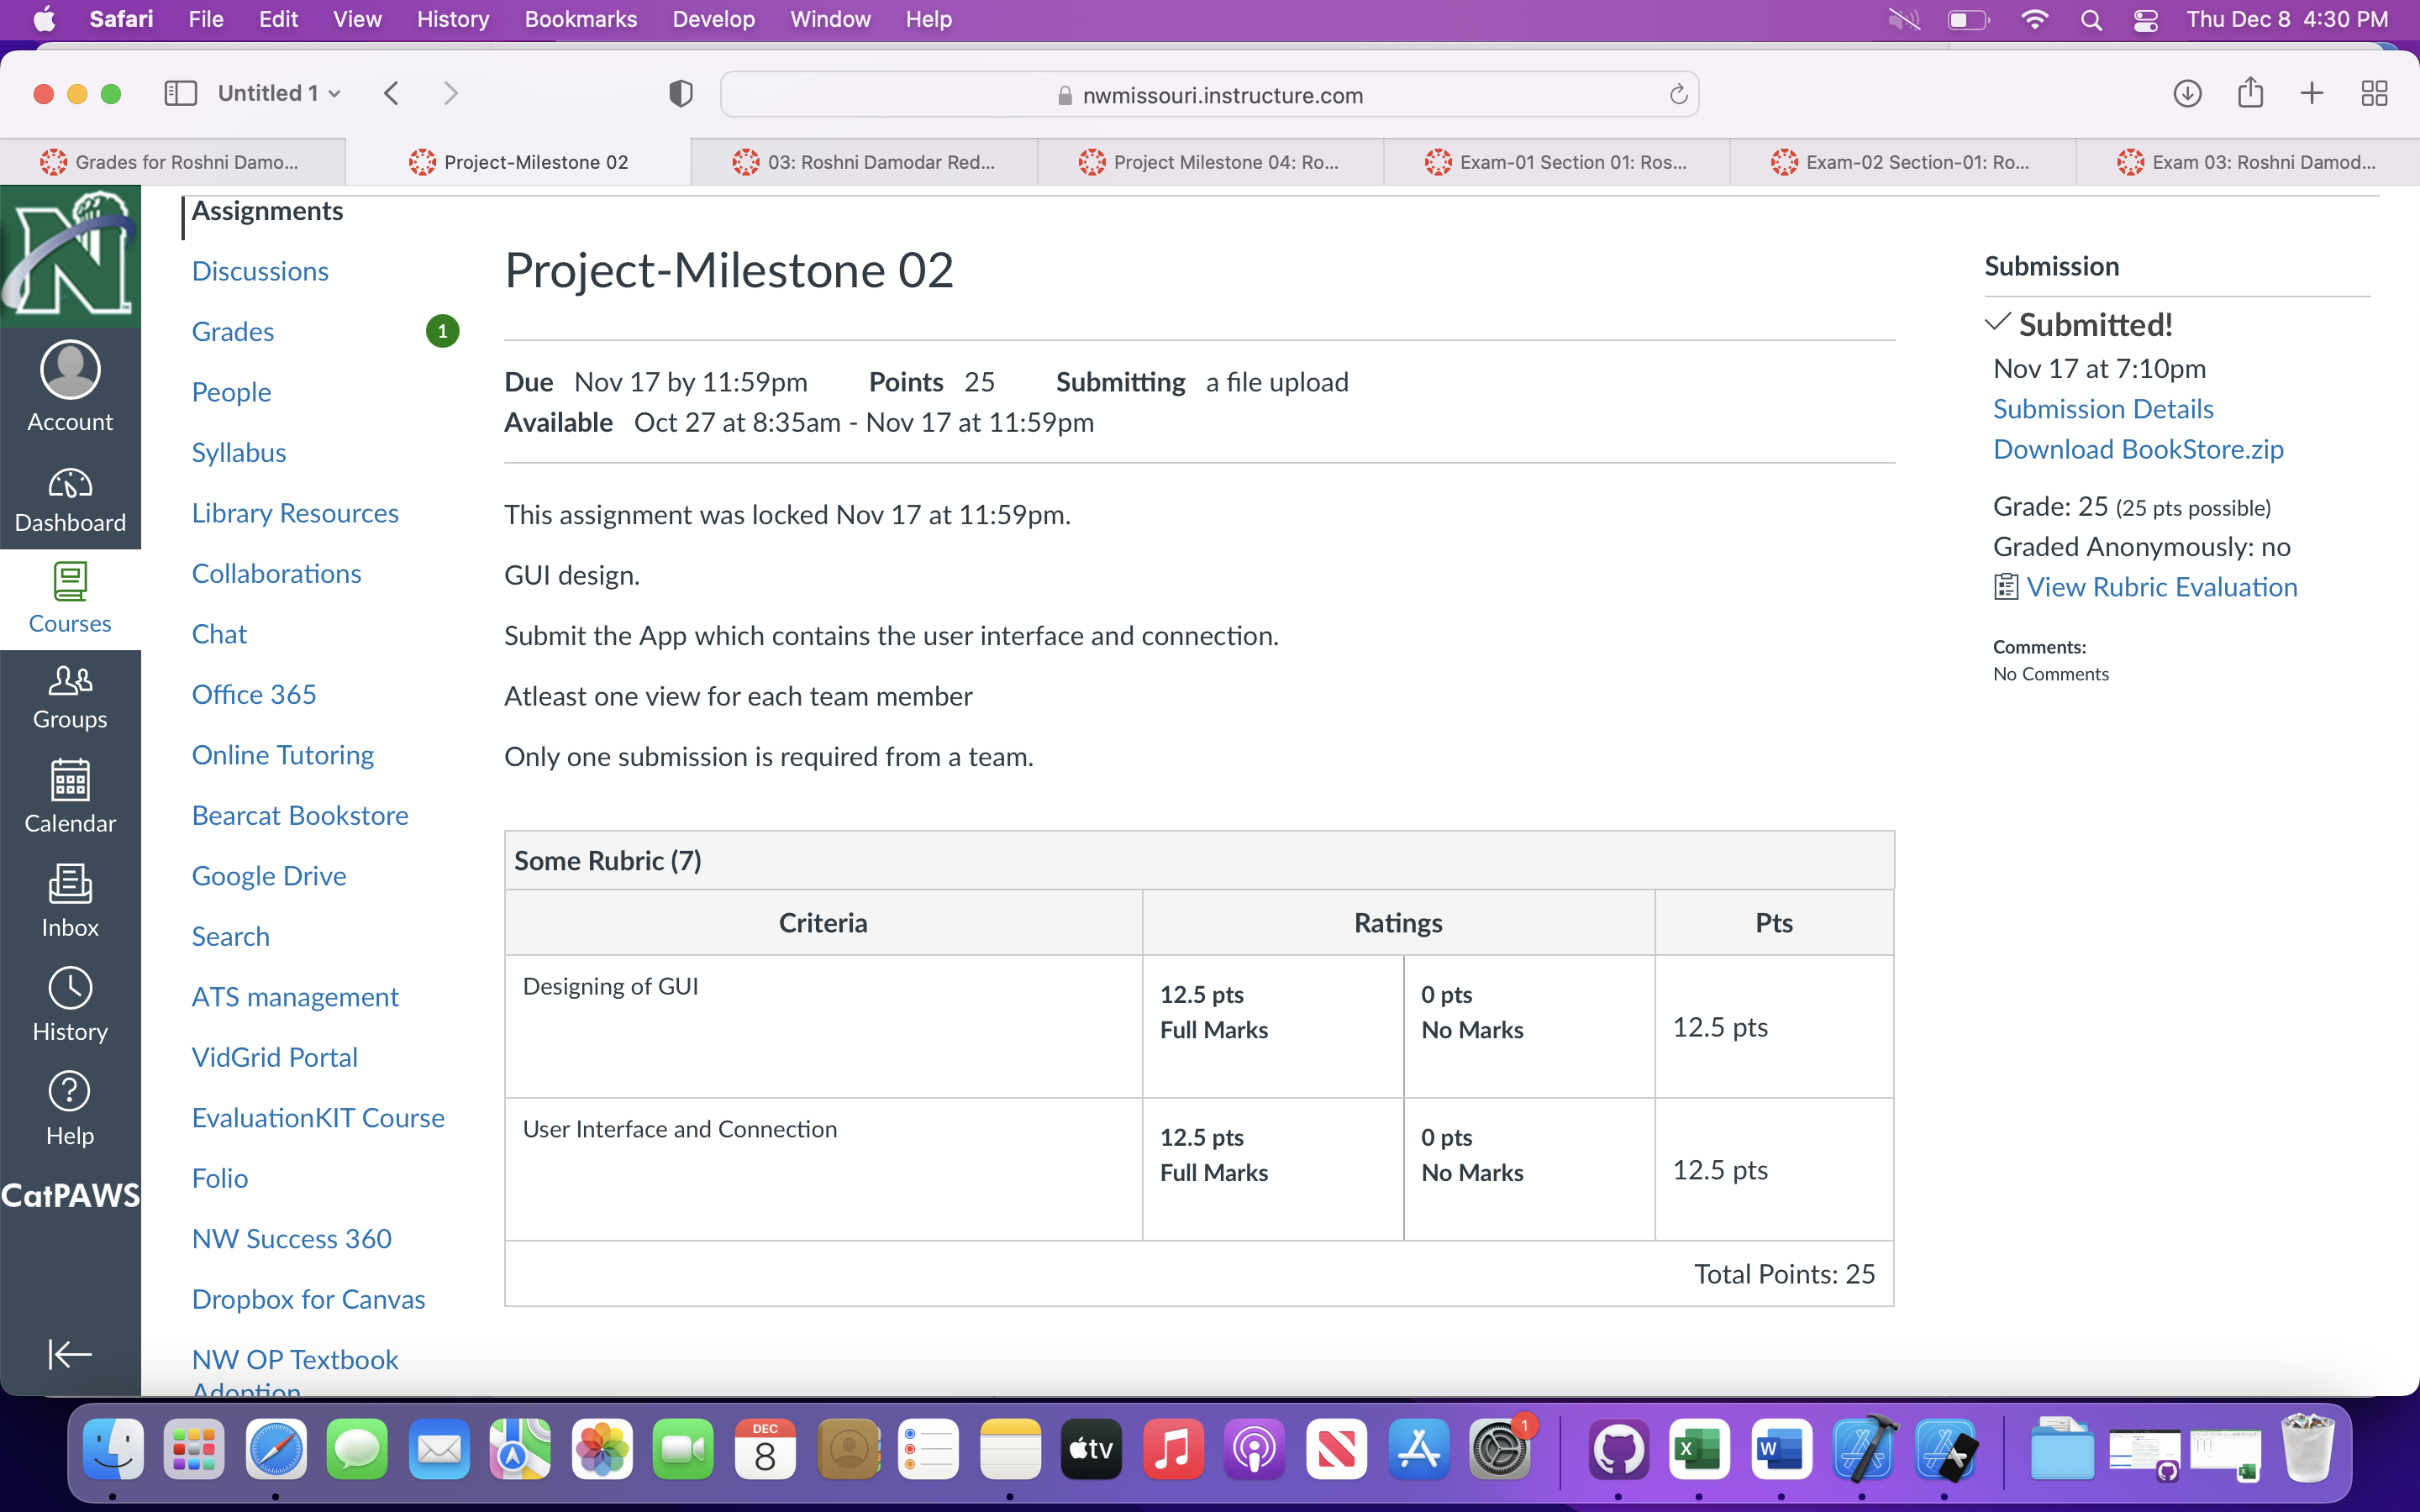 Safari File Edit View History Bookmarks Develop Window Help Thu Dec 8 4:30 PM
Untitled 1
nwmissouri.instructure.com
Grades for Roshni Damo...
Project-Milestone 02
03: Roshni Damodar Red...
Project Milestone 04: Ro...
Exam-01 Section 01: Ros...
Exam-02 Section-01: Ro...
Exam 03: Roshni Damod...
N
Account
Dashboard
Courses
Groups
Calendar
Inbox
History
Help
CatPAWS
Assignments
Discussions
Grades 1
People
Syllabus
Library Resources
Collaborations
Chat
Office 365
Online Tutoring
Bearcat Bookstore
Google Drive
Search
ATS management
VidGrid Portal
EvaluationKIT Course
Folio
NW Success 360
Dropbox for Canvas
NW OP Textbook
Adoption
Project-Milestone 02
Due Nov 17 by 11:59pm Points 25 Submitting a file upload
Available Oct 27 at 8:35am - Nov 17 at 11:59pm
This assignment was locked Nov 17 at 11:59pm.
GUI design.
Submit the App which contains the user interface and connection.
Atleast one view for each team member
Only one submission is required from a team.
Some Rubric (7)
Criteria Ratings Pts
Designing of GUI
12.5 pts
Full Marks
0 pts
No Marks
12.5 pts
User Interface and Connection
12.5 pts
Full Marks
0 pts
No Marks
12.5 pts
Total Points: 25
Submission
Submitted!
Nov 17 at 7:10pm
Submission Details
Download BookStore.zip
Grade: 25 (25 pts possible)
Graded Anonymously: no
View Rubric Evaluation
Comments:
No Comments
DEC
8
tv
1
X
W